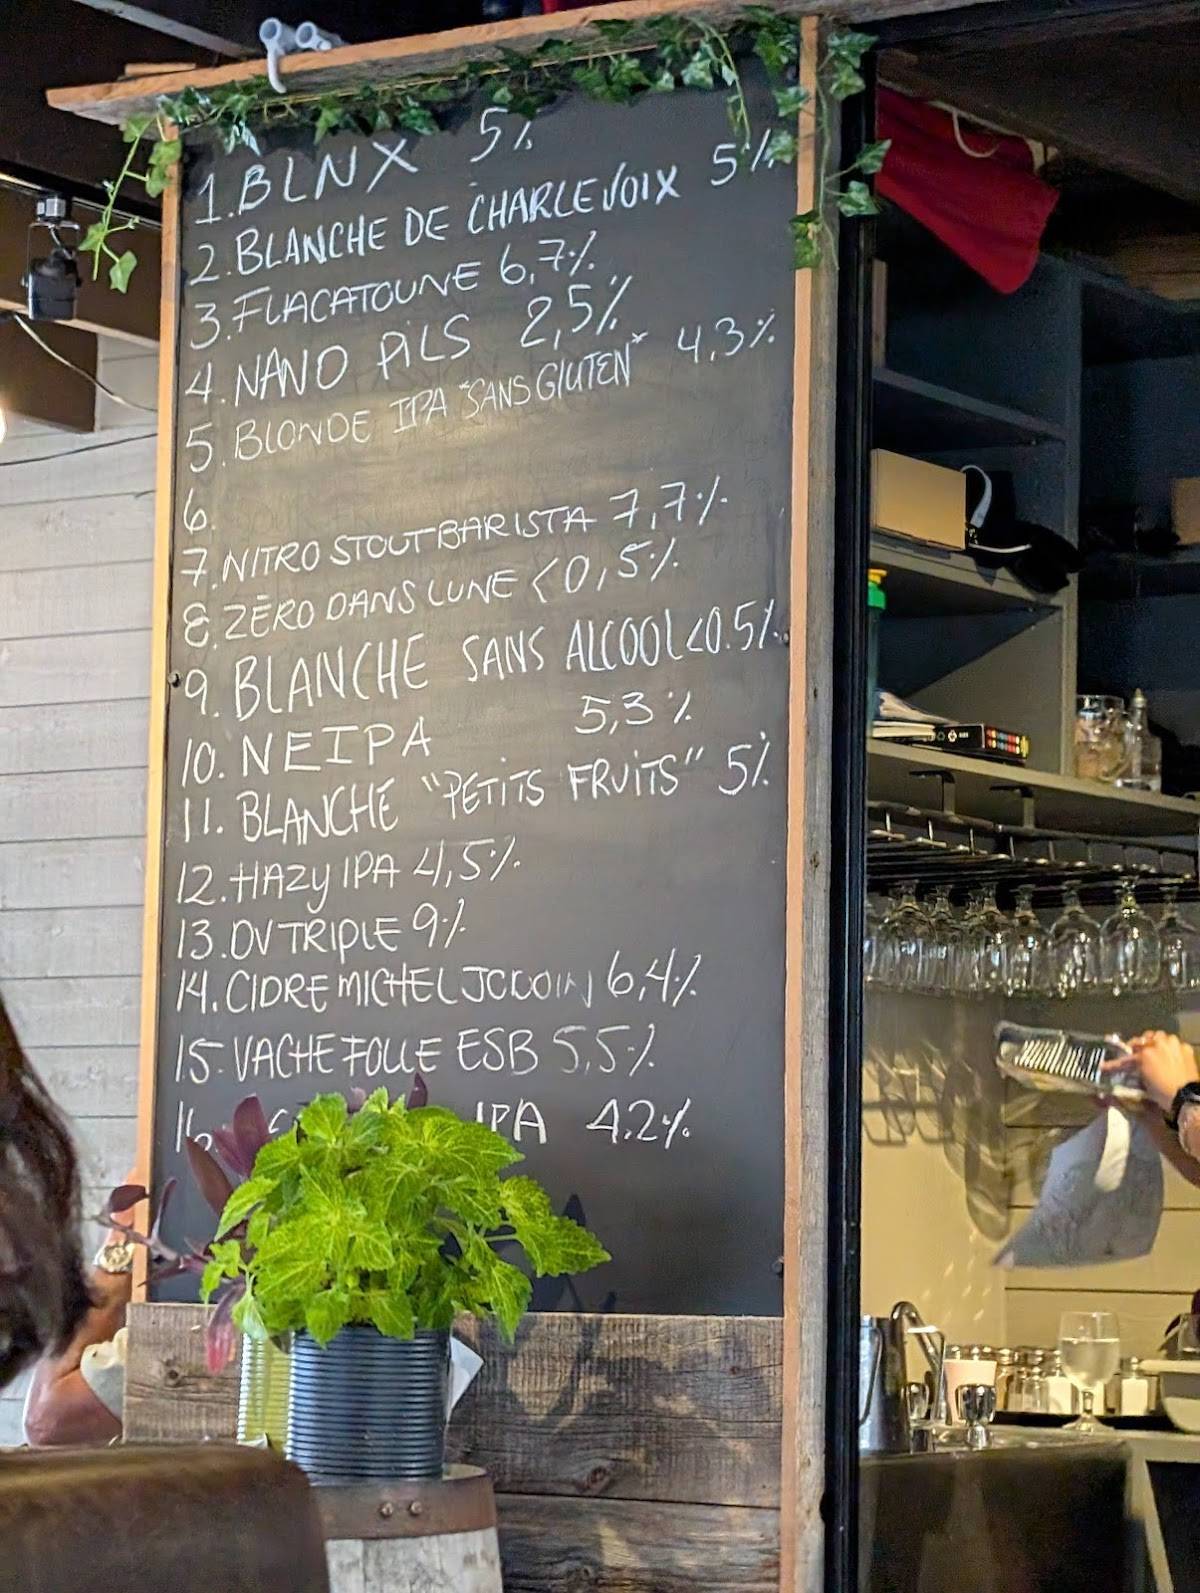 1. BLNX 5%
2. BLANCHE DE CHARLEVOIX 5%
3. FLACATOUNE 6,7%
4. NANO PILS 2,5%
5. BLONDE IPA "SANS GLUTEN" 4,3%
6.
7. NITRO STOUT BARISTA 7,7%
8. ZÉRO DANS LUNE <0,5%
9. BLANCHE SANS ALCOOL <0.5%
10. NEIPA 5,3%
11. BLANCHE "PETITS FRUITS" 5%
12. HAZY IPA 4,5%
13. DV TRIPLE 9%
14. CIDRE MICHEL JODOIN 6,4%
15. VACHE FOLLE ESB 5,5%
16. IPA 4.2%